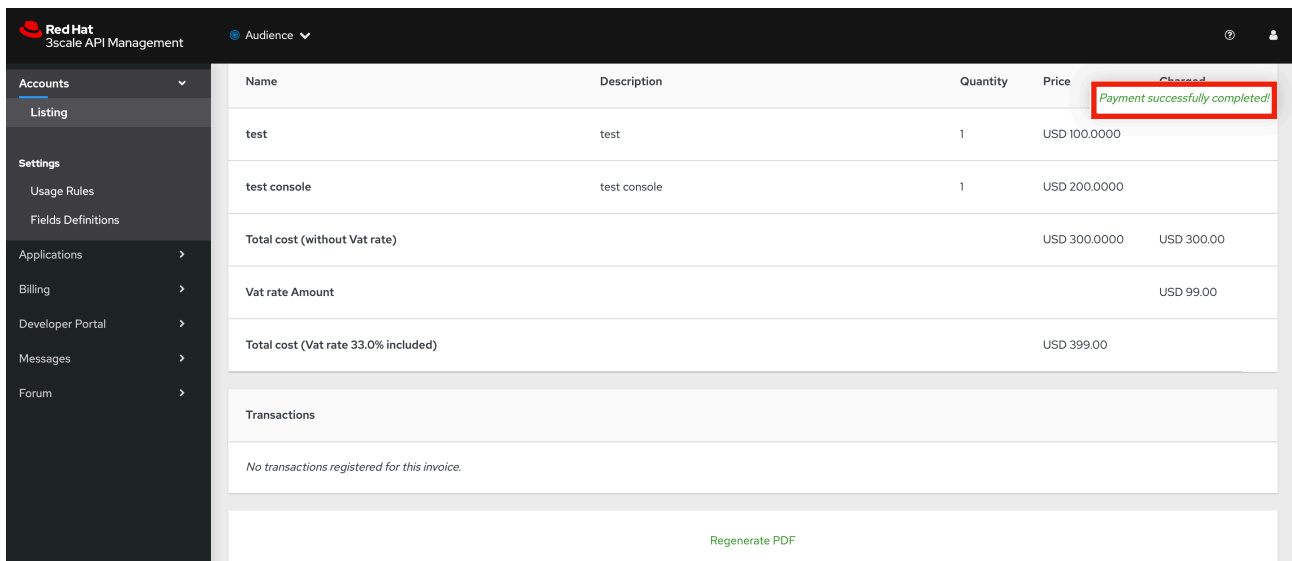 Red Hat
3scale API Management
Audience
Accounts
Listing
Settings
Usage Rules
Fields Definitions
Applications
Billing
Developer Portal
Messages
Forum
Name Description Quantity Price Charged
Payment successfully completed!
test test 1 USD 100.0000
test console test console 1 USD 200.0000
Total cost (without Vat rate) USD 300.0000 USD 300.00
Vat rate Amount USD 99.00
Total cost (Vat rate 33.0% included) USD 399.00
Transactions
No transactions registered for this invoice.
Regenerate PDF